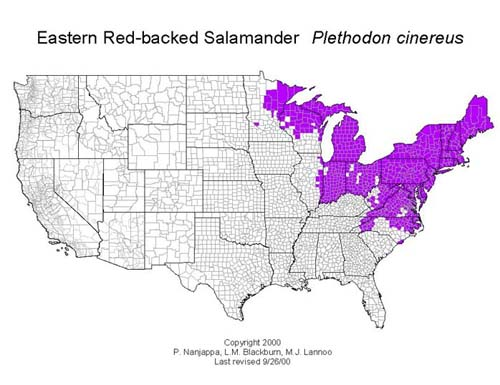 Eastern Red-backed Salamander Plethodon cinereus
Copyright 2000
P. Nanjappa, L.M. Blackburn, M.J. Lannoo
Last revised 9/26/00